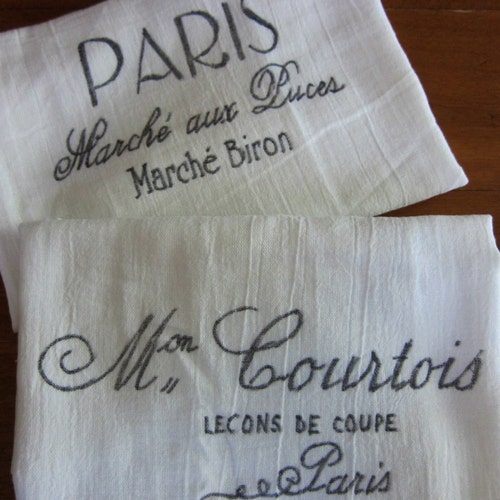 PARIS
Marché aux Puces
Marché Biron
Mon Courtois
LECONS DE COUPE
Paris